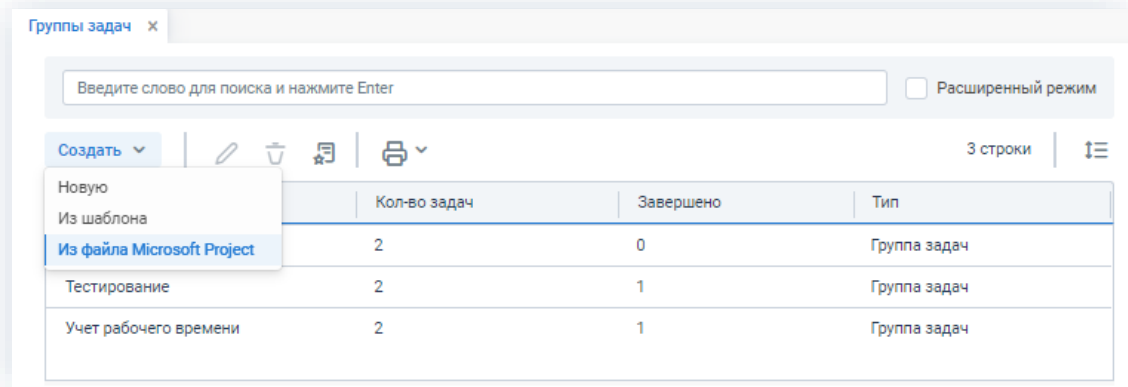 Группы задач ×
Введите слово для поиска и нажмите Enter
Расширенный режим
Создать
3 строки
Новую
Из шаблона
Из файла Microsoft Project
Кол-во задач Завершено Тип
2 0 Группа задач
Тестирование 2 1 Группа задач
Учет рабочего времени 2 1 Группа задач